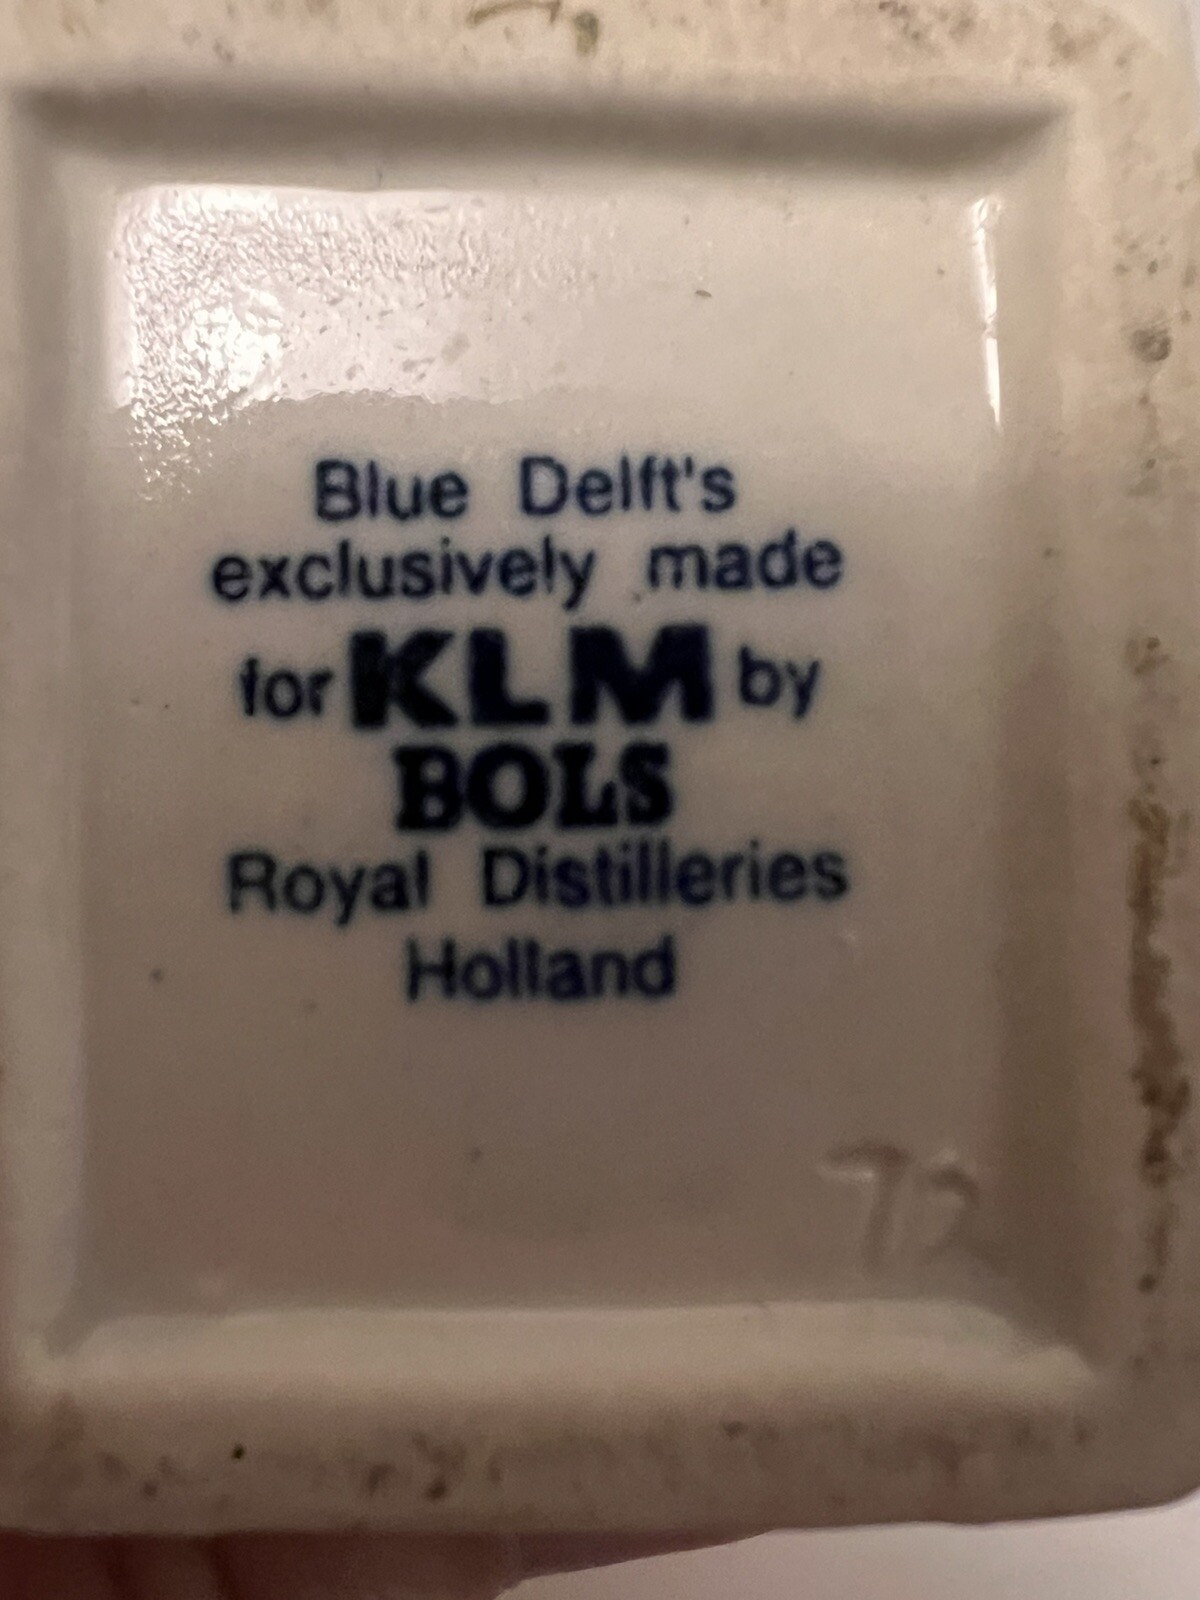 Blue Delft's
exclusively made
for KLM by
BOLS
Royal Distilleries
Holland
72